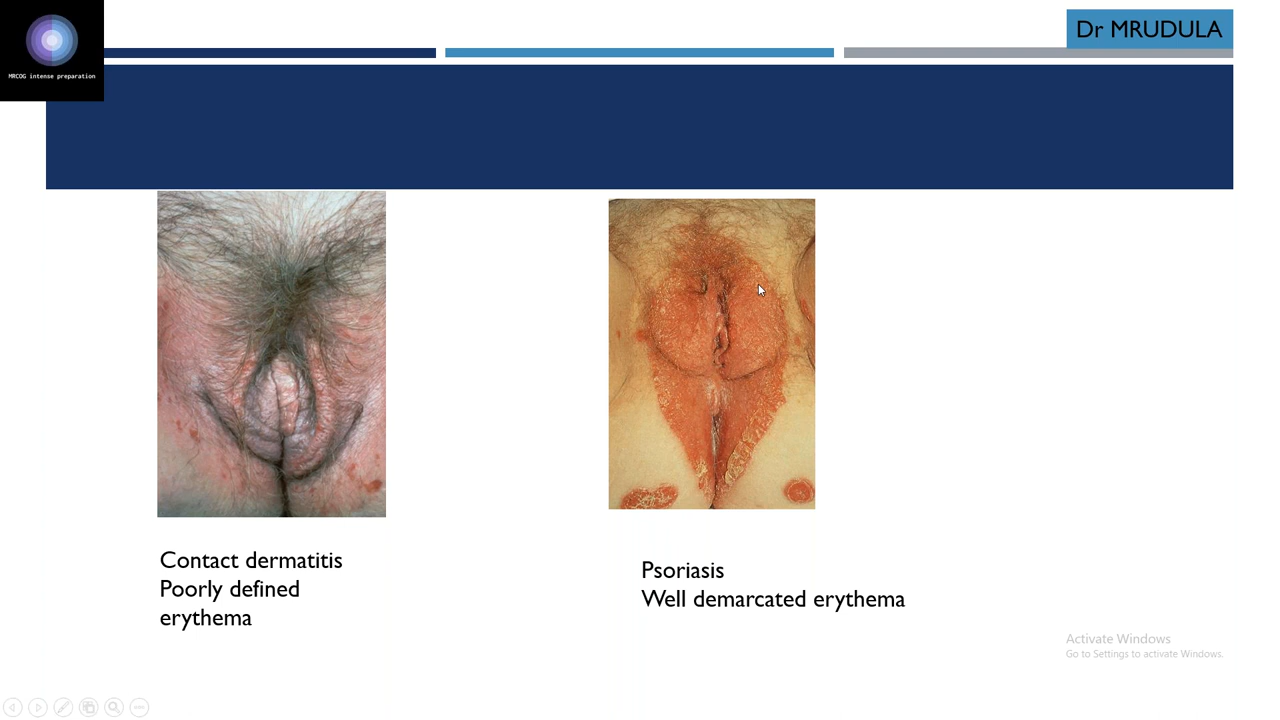 Dr MRUDULA
MRCOG intense preparation
Contact dermatitis
Poorly defined
erythema
Psoriasis
Well demarcated erythema
Activate Windows
Go to Settings to activate Windows.